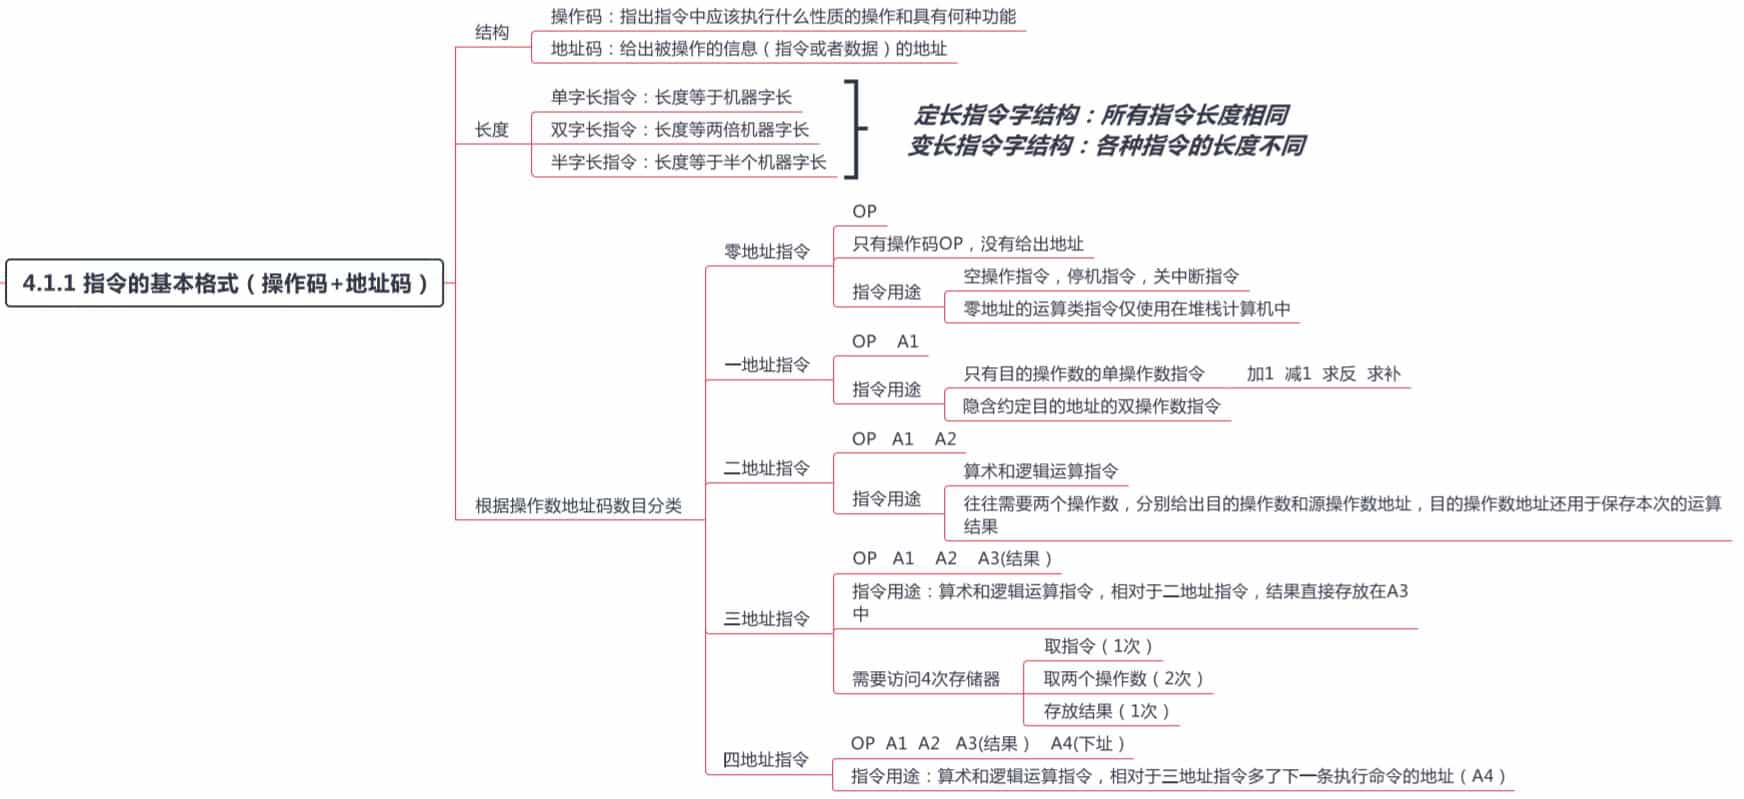 结构
操作码：指出指令中应该执行什么性质的操作和具有何种功能
地址码：给出被操作的信息（指令或者数据）的地址
长度
单字长指令：长度等于机器字长
双字长指令：长度等两倍机器字长
半字长指令：长度等于半个机器字长
定长指令字结构：所有指令长度相同
变长指令字结构：各种指令的长度不同
4.1.1 指令的基本格式（操作码+地址码）
根据操作数地址码数目分类
零地址指令
OP
只有操作码OP，没有给出地址
指令用途
空操作指令，停机指令，关中断指令
零地址的运算类指令仅使用在堆栈计算机中
一地址指令
OP A1
指令用途
只有目的操作数的单操作数指令 加1 减1 求反 求补
隐含约定目的地址的双操作数指令
二地址指令
OP A1 A2
指令用途
算术和逻辑运算指令
往往需要两个操作数，分别给出目的操作数和源操作数地址，目的操作数地址还用于保存本次的运算
结果
三地址指令
OP A1 A2 A3(结果）
指令用途：算术和逻辑运算指令，相对于二地址指令，结果直接存放在A3
中
需要访问4次存储器
取指令（1次）
取两个操作数（2次）
存放结果（1次）
四地址指令
OP A1 A2 A3(结果） A4(下址）
指令用途：算术和逻辑运算指令，相对于三地址指令多了下一条执行命令的地址（A4）